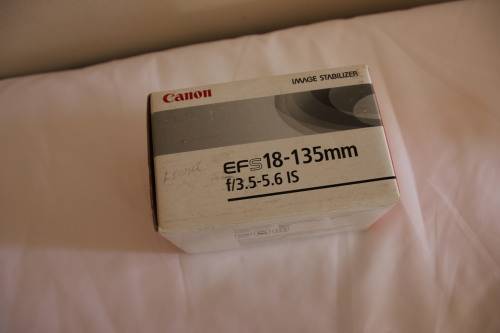 Canon
IMAGE STABILIZER
EFS18-135mm
f/3.5-5.6 IS